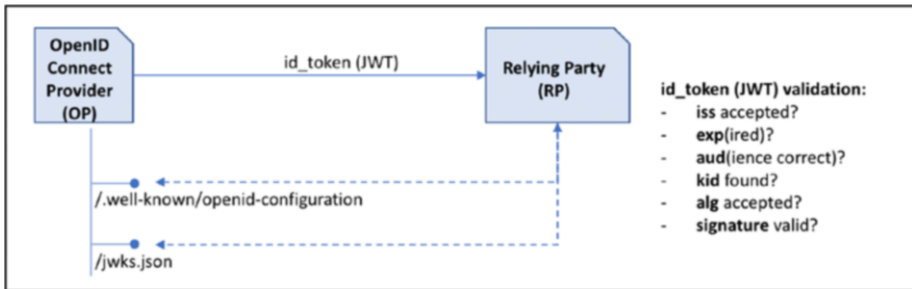 OpenID
Connect
Provider
(OP)
id_token (JWT)
Relying Party
(RP)
/.well-known/openid-configuration
/jwks.json
id_token (JWT) validation:
- iss accepted?
- exp(ired)?
- aud(ience correct)?
- kid found?
- alg accepted?
- signature valid?